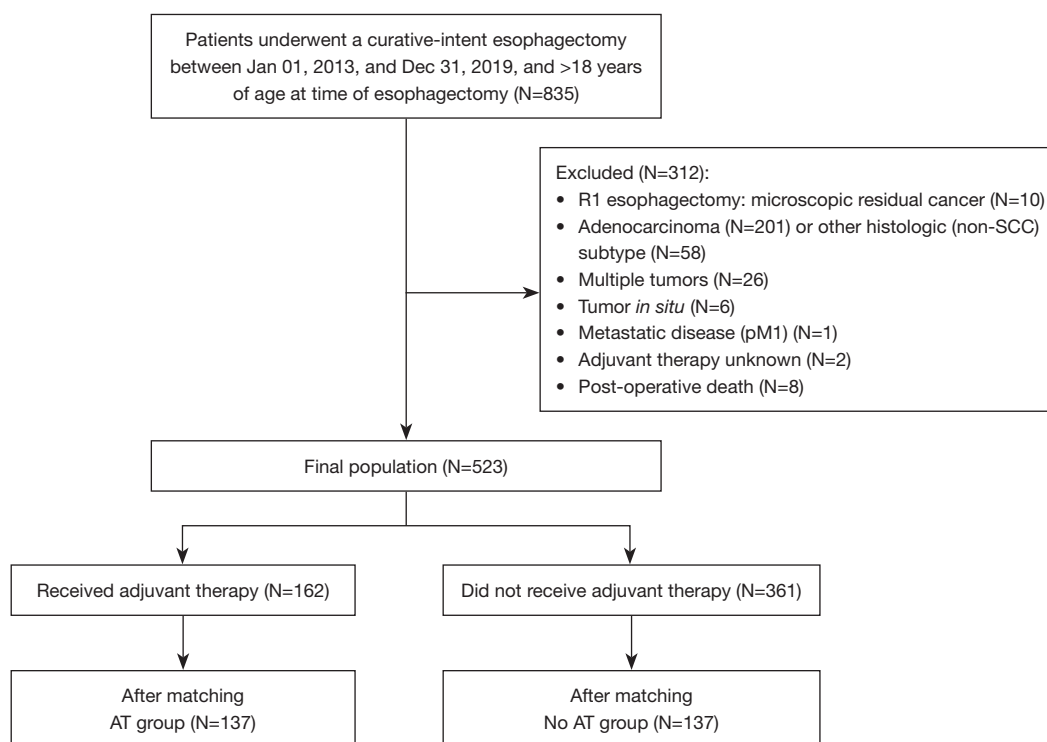 Patients underwent a curative-intent esophagectomy
between Jan 01, 2013, and Dec 31, 2019, and >18 years
of age at time of esophagectomy (N=835)
Excluded (N=312):
• R1 esophagectomy: microscopic residual cancer (N=10)
• Adenocarcinoma (N=201) or other histologic (non-SCC)
subtype (N=58)
• Multiple tumors (N=26)
• Tumor in situ (N=6)
• Metastatic disease (pM1) (N=1)
• Adjuvant therapy unknown (N=2)
• Post-operative death (N=8)
Final population (N=523)
Received adjuvant therapy (N=162)
Did not receive adjuvant therapy (N=361)
After matching
AT group (N=137)
After matching
No AT group (N=137)